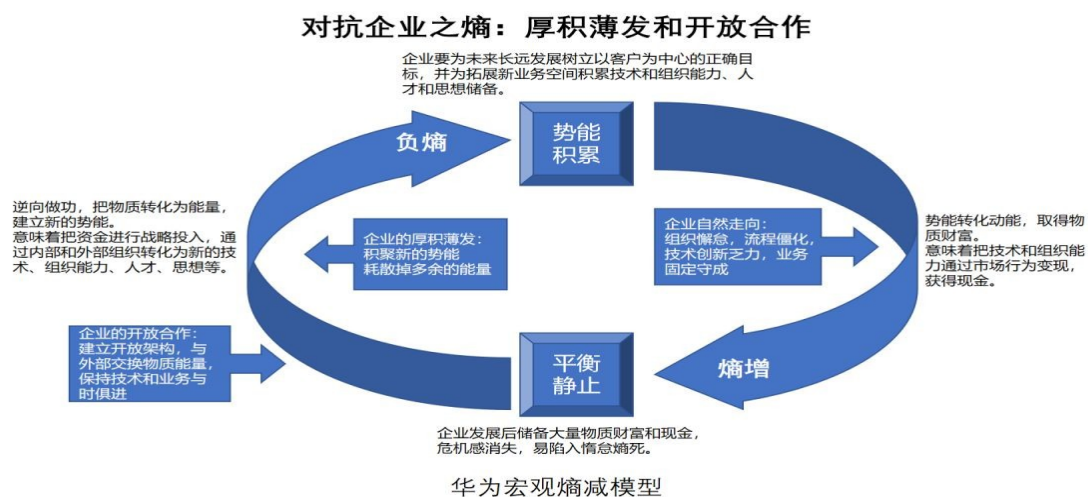 对抗企业之熵：厚积薄发和开放合作
企业要为未来长远发展树立以客户为中心的正确目
标，并为拓展新业务空间积累技术和组织能力、人
才和思想储备。
负熵
势能
积累
逆向做功，把物质转化为能量，
建立新的势能。
意味着把资金进行战略投入，通
过内部和外部组织转化为新的技
术、组织能力、人才、思想等。
企业的厚积薄发：
积聚新的势能
耗散掉多余的能量
企业自然走向：
组织懈怠，流程僵化，
技术创新乏力，业务
固定守成
势能转化动能，取得物
质财富。
意味着把技术和组织能
力通过市场行为变现，
获得现金。
企业的开放合作：
建立开放架构，与
外部交换物质能量，
保持技术和业务与
时俱进
平衡
静止
熵增
企业发展后储备大量物质财富和现金，
危机感消失，易陷入惰怠熵死。
华为宏观熵减模型